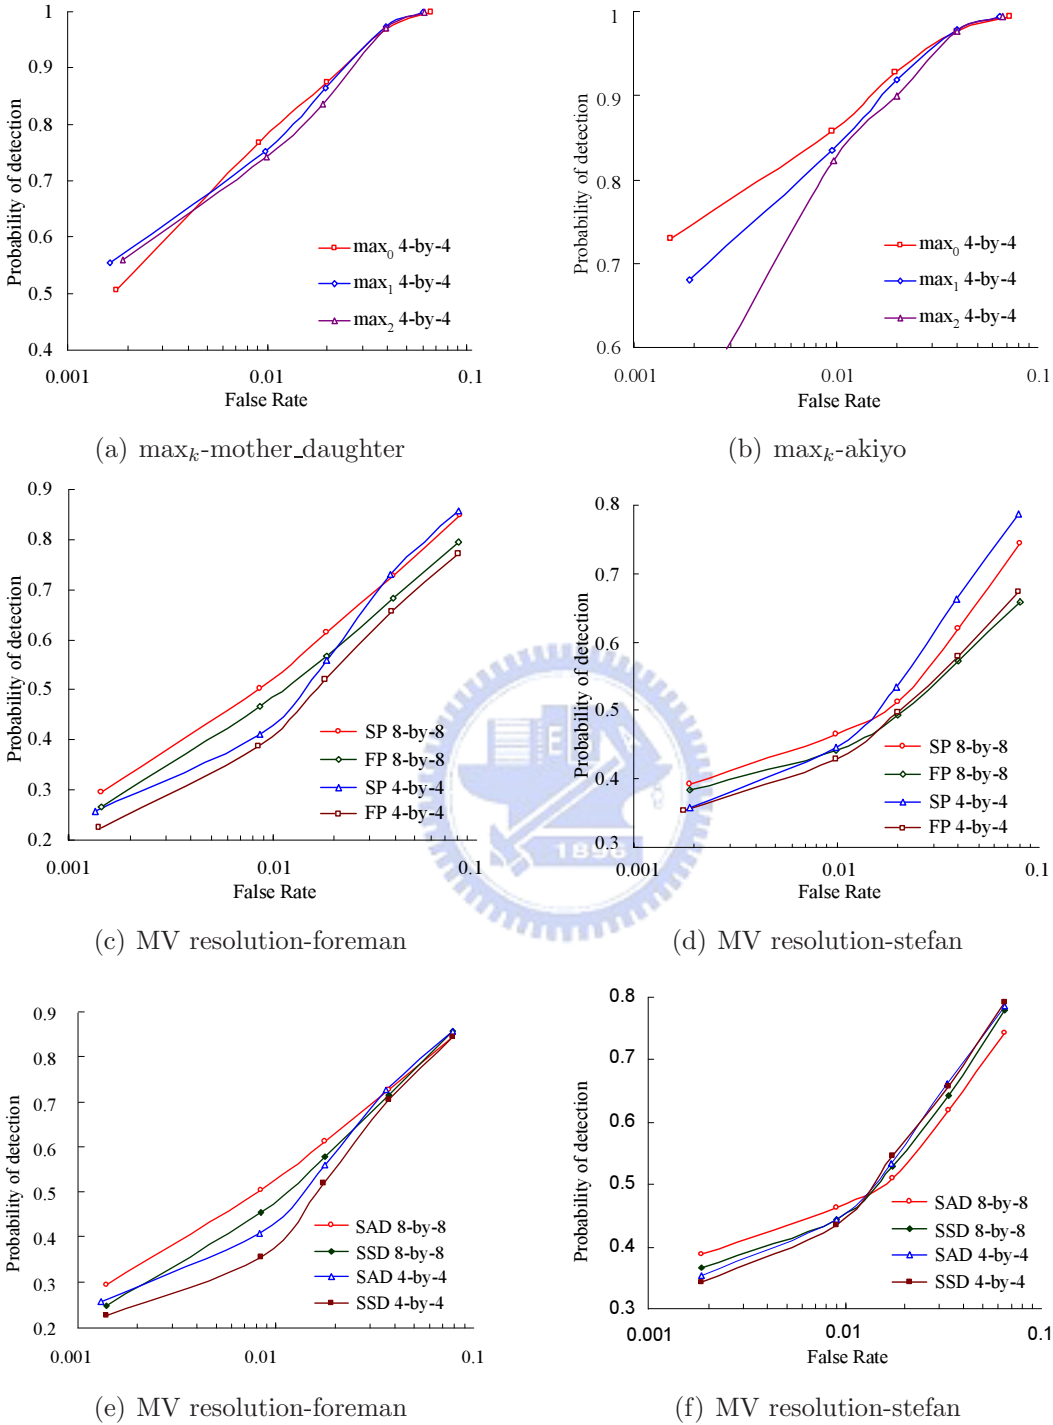 1
0.9
0.8
0.7
0.6
0.5
0.4
Probability of detection
max0 4-by-4
max1 4-by-4
max2 4-by-4
0.001
0.01
0.1
False Rate
(a) maxk-mother_daughter
1
0.9
0.8
0.7
0.6
Probability of detection
max0 4-by-4
max1 4-by-4
max2 4-by-4
0.001
0.01
0.1
False Rate
(b) maxk-akiyo
0.9
0.8
0.7
0.6
0.5
0.4
0.3
0.2
Probability of detection
SP 8-by-8
FP 8-by-8
SP 4-by-4
FP 4-by-4
0.001
0.01
0.1
False Rate
(c) MV resolution-foreman
0.8
0.7
0.6
0.5
0.4
0.3
Probability of detection
SP 8-by-8
FP 8-by-8
SP 4-by-4
FP 4-by-4
0.001
0.01
0.1
False Rate
(d) MV resolution-stefan
E
1896
0.9
0.8
0.7
0.6
0.5
0.4
0.3
0.2
Probability of detection
SAD 8-by-8
SSD 8-by-8
SAD 4-by-4
SSD 4-by-4
0.001
0.01
0.1
False Rate
(e) MV resolution-foreman
0.8
0.7
0.6
0.5
0.4
0.3
Probability of detection
SAD 8-by-8
SSD 8-by-8
SAD 4-by-4
SSD 4-by-4
0.001
0.01
0.1
False Rate
(f) MV resolution-stefan